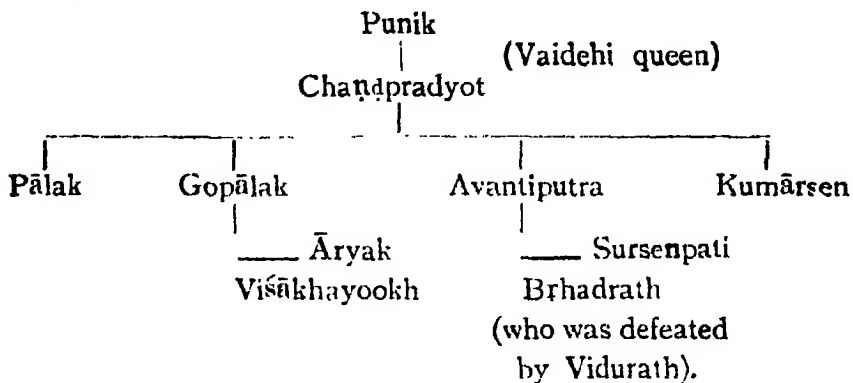 Punik
(Vaidehi queen)
Chaṇḍpradyot
Pālak Gopālak Avantiputra Kumārsen
Āryak Sursenpati
Viśākhayookh Bṛhadrath
(who was defeated
by Vidurath).